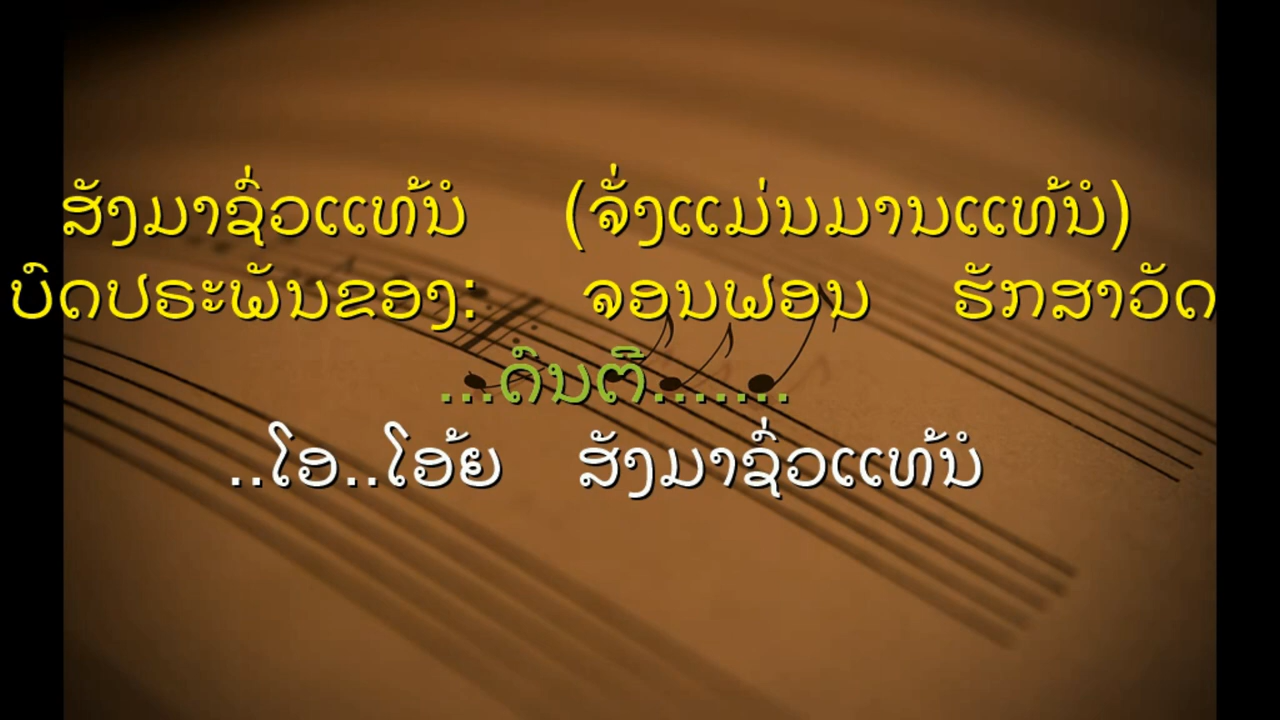 ສັງມາຊົ່ວແທ້ນໍ (ຈັ່ງແມ່ນມານແທ້ນໍ)
ບົດປຣະພັນຂອງ: ຈອນຟອນ ຮັກສາວັດ
...ດົນຕີ.......
..ໂອ..ໂອ້ຍ ສັງມາຊົ່ວແທ້ນໍ